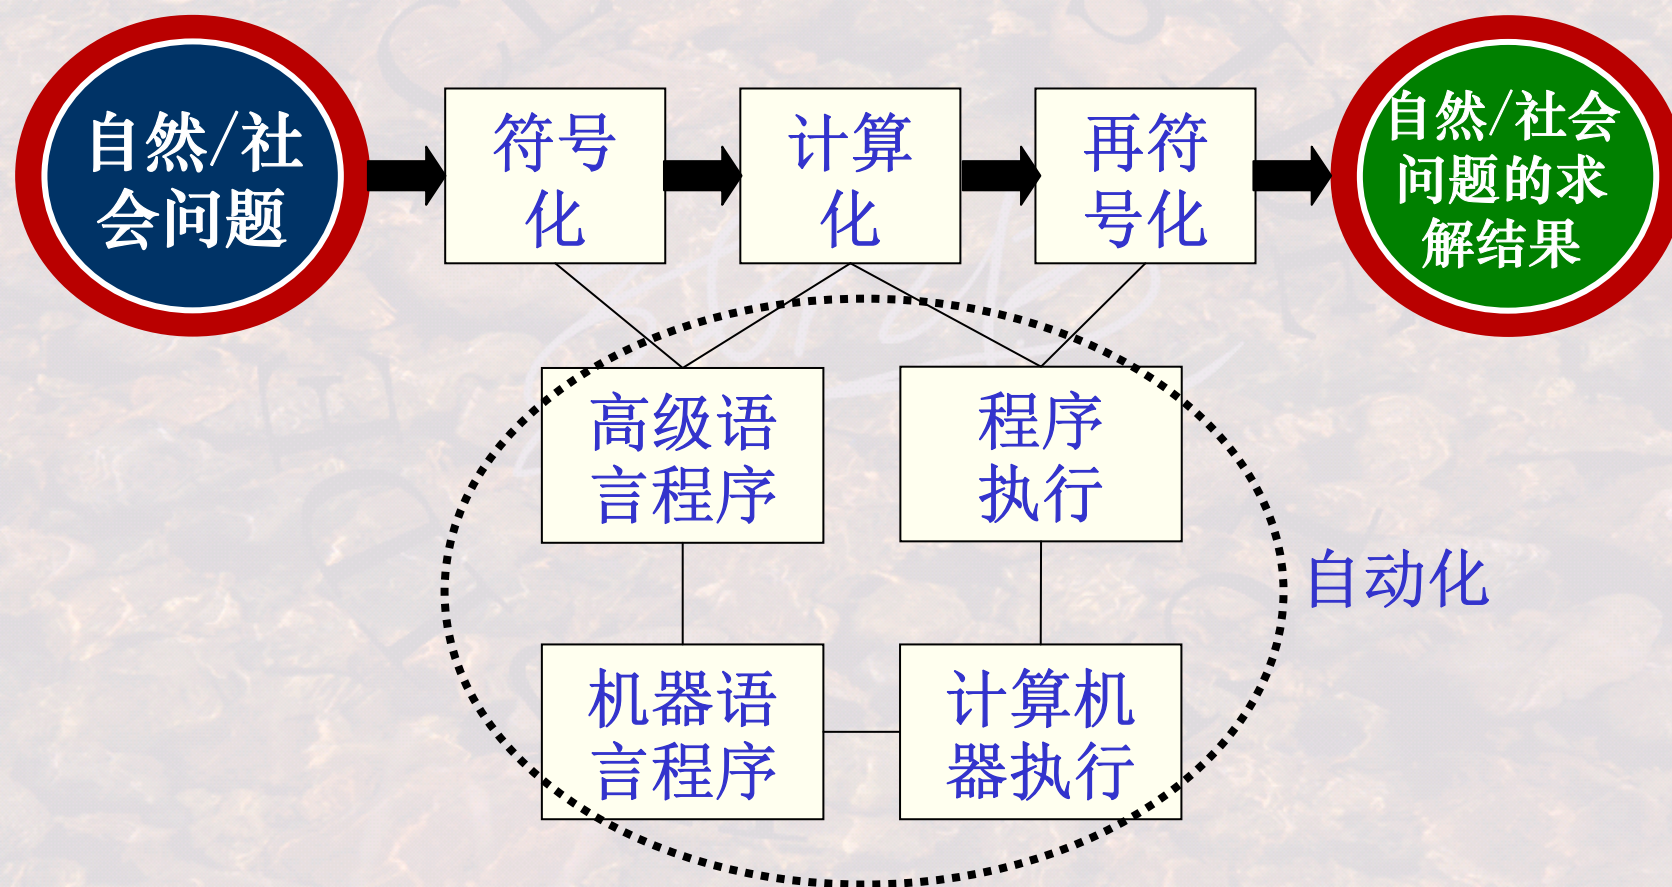 自然/社
会问题
符号
化
计算
化
再符
号化
自然/社会
问题的求
解结果
高级语
言程序
程序
执行
自动化
机器语
言程序
计算机
器执行